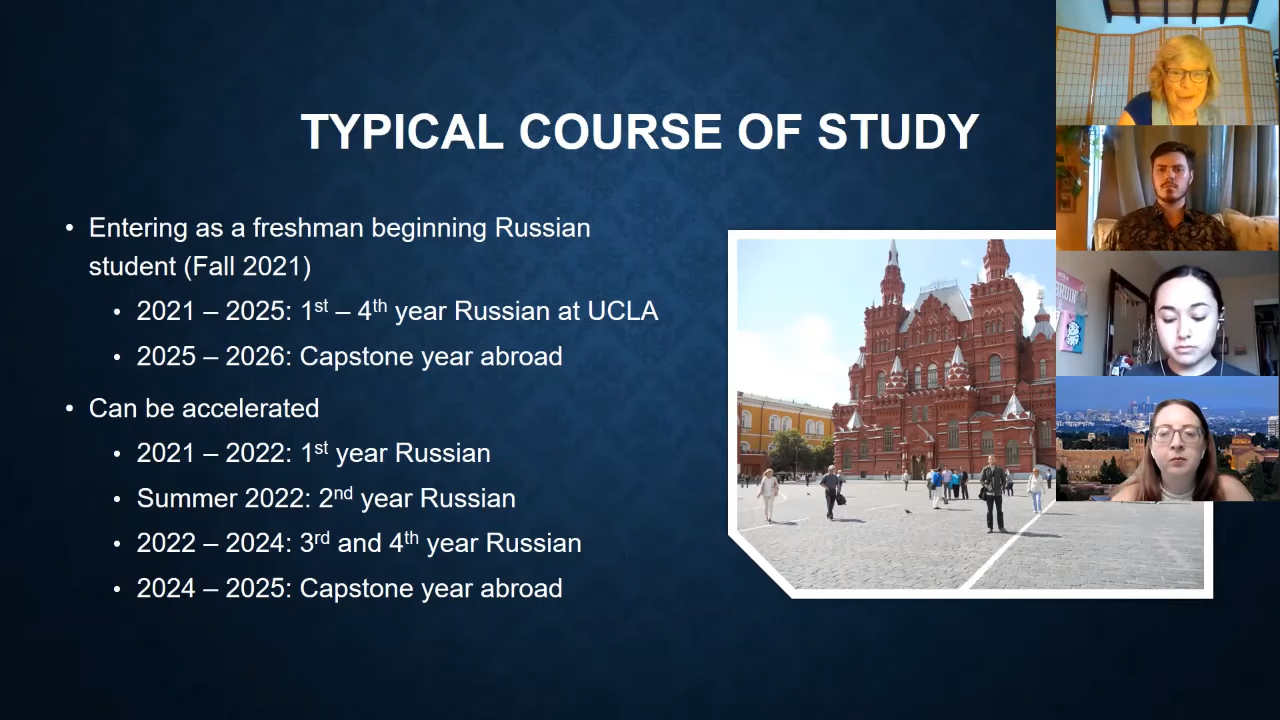 TYPICAL COURSE OF STUDY
• Entering as a freshman beginning Russian
student (Fall 2021)
• 2021 – 2025: 1st – 4th year Russian at UCLA
• 2025 – 2026: Capstone year abroad
• Can be accelerated
• 2021 – 2022: 1st year Russian
• Summer 2022: 2nd year Russian
• 2022 – 2024: 3rd and 4th year Russian
• 2024 – 2025: Capstone year abroad